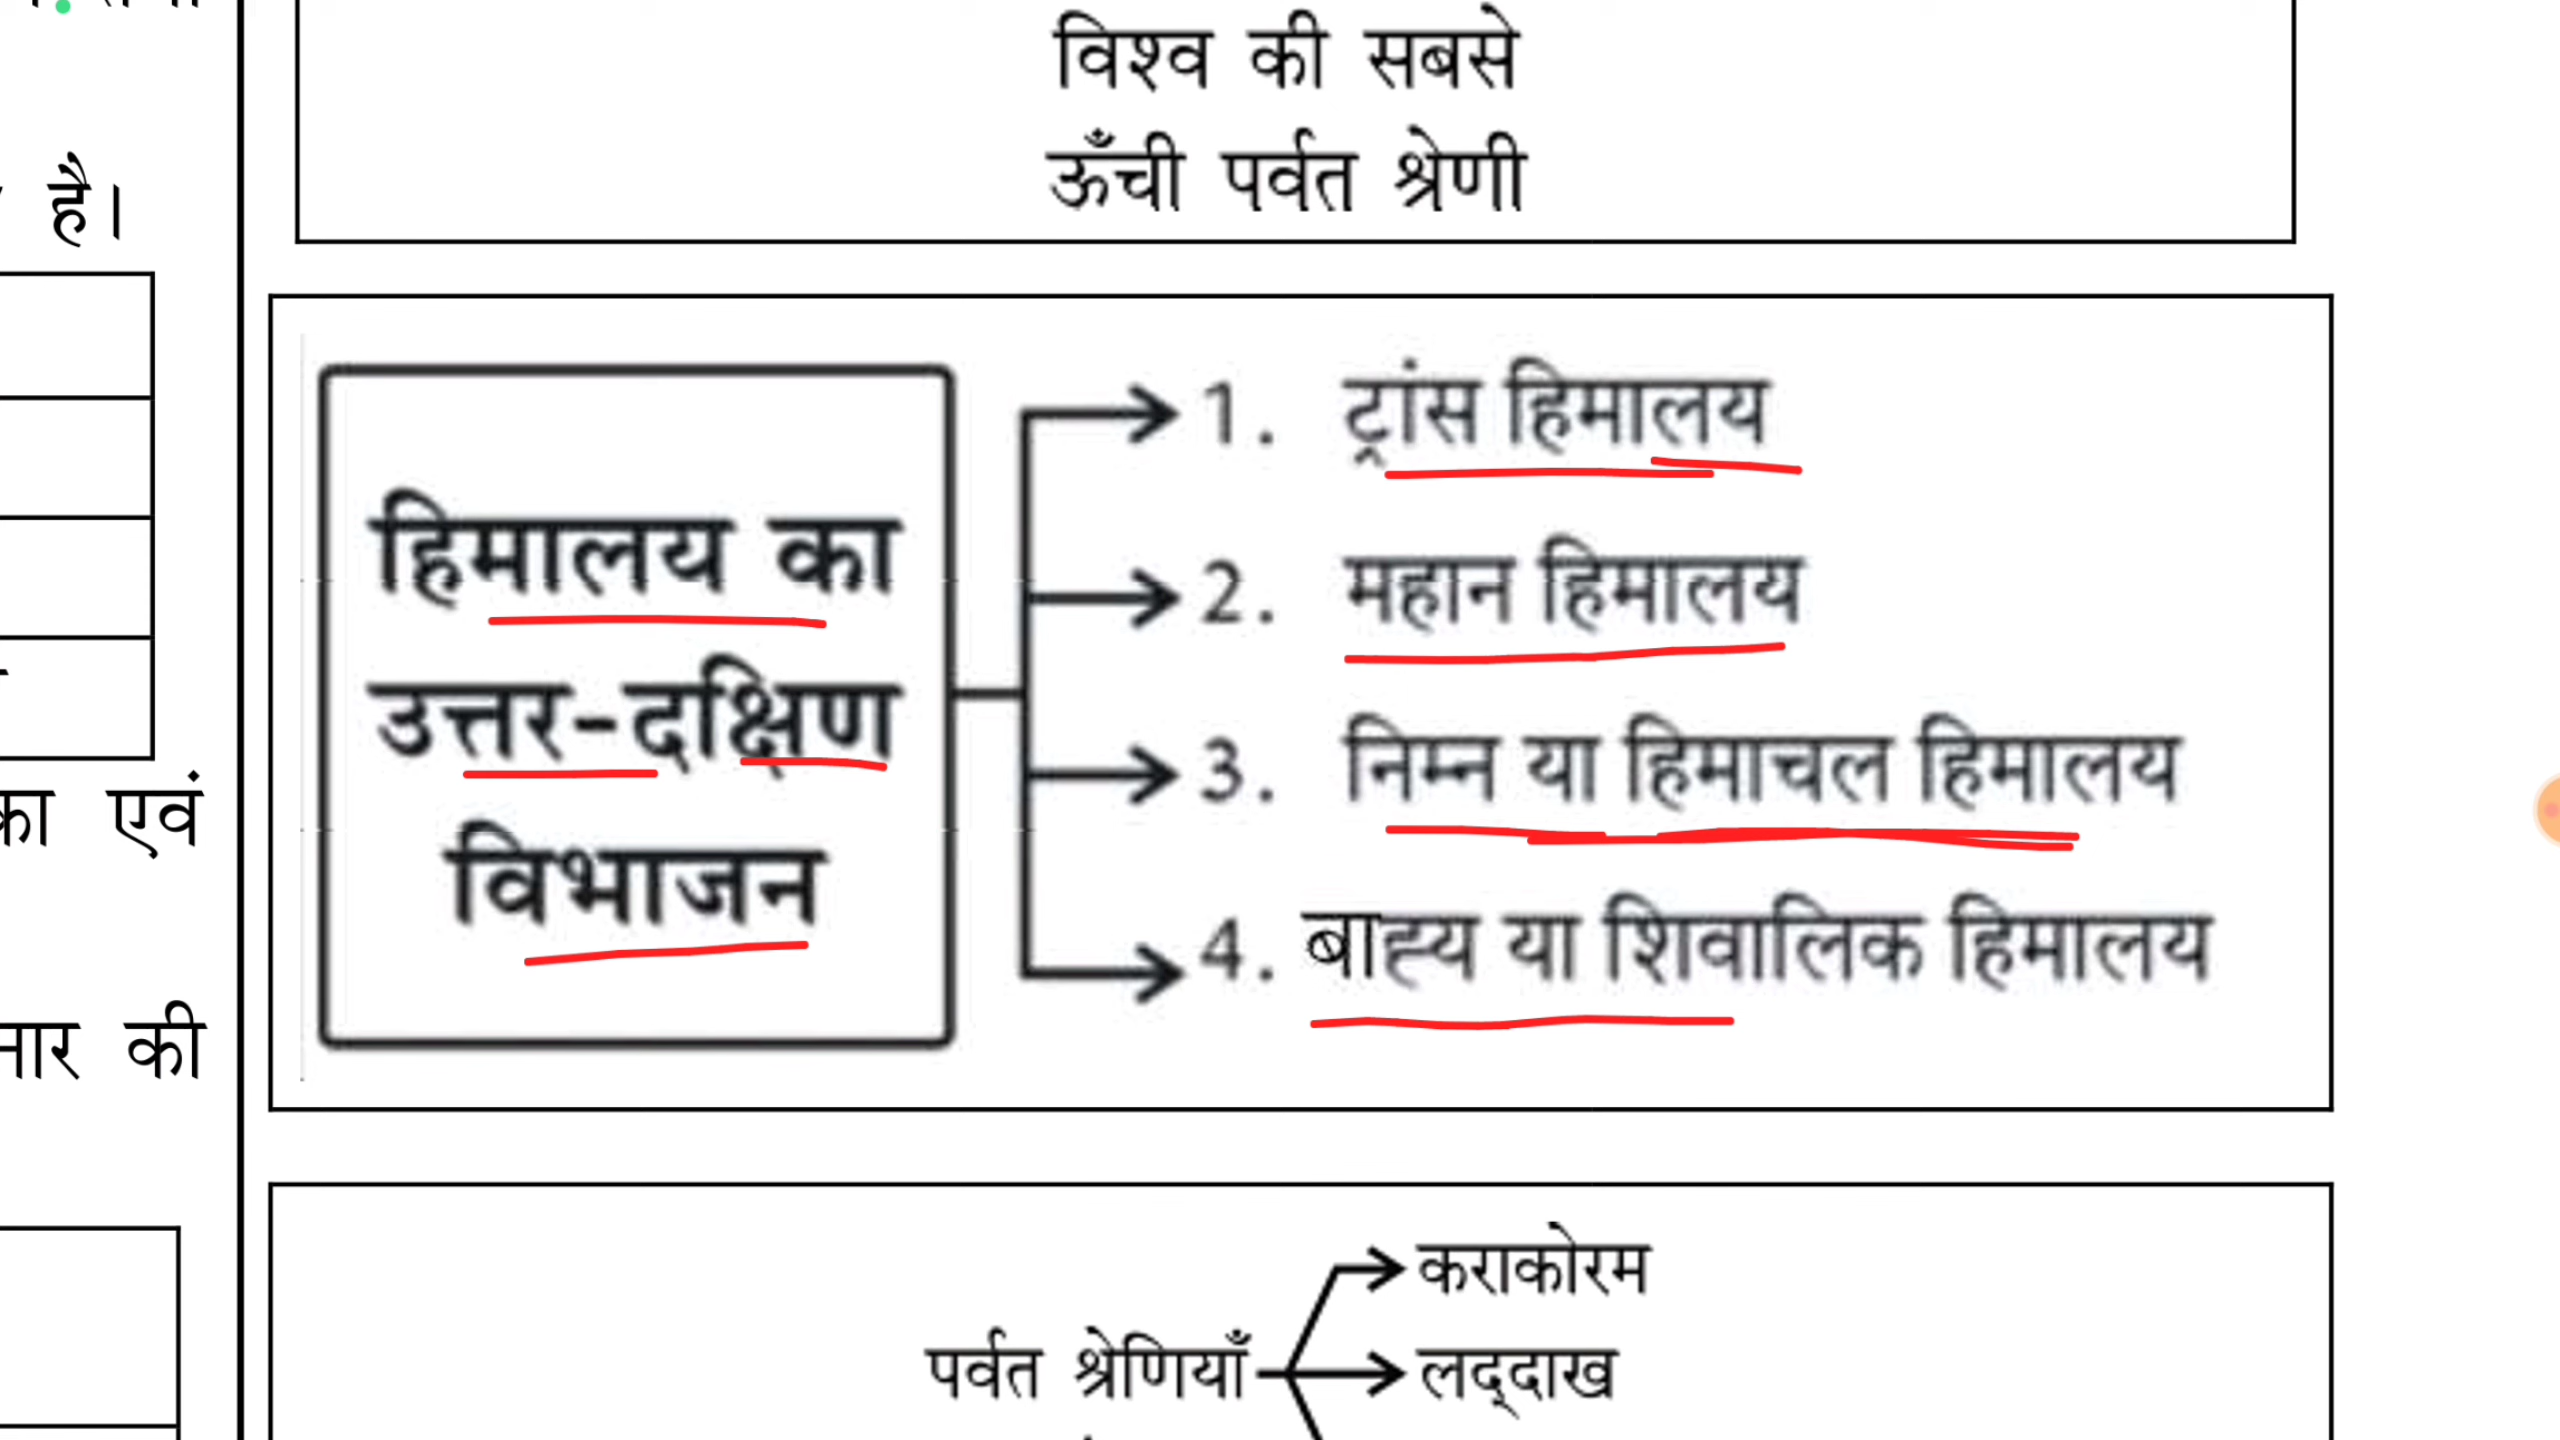 है।
का एवं
सार की
विश्व की सबसे
ऊँची पर्वत श्रेणी
हिमालय का
उत्तर-दक्षिण
विभाजन
1. ट्रांस हिमालय
2. महान हिमालय
3. निम्न या हिमाचल हिमालय
4. बाह्य या शिवालिक हिमालय
पर्वत श्रेणियाँ
कराकोरम
लद्दाख